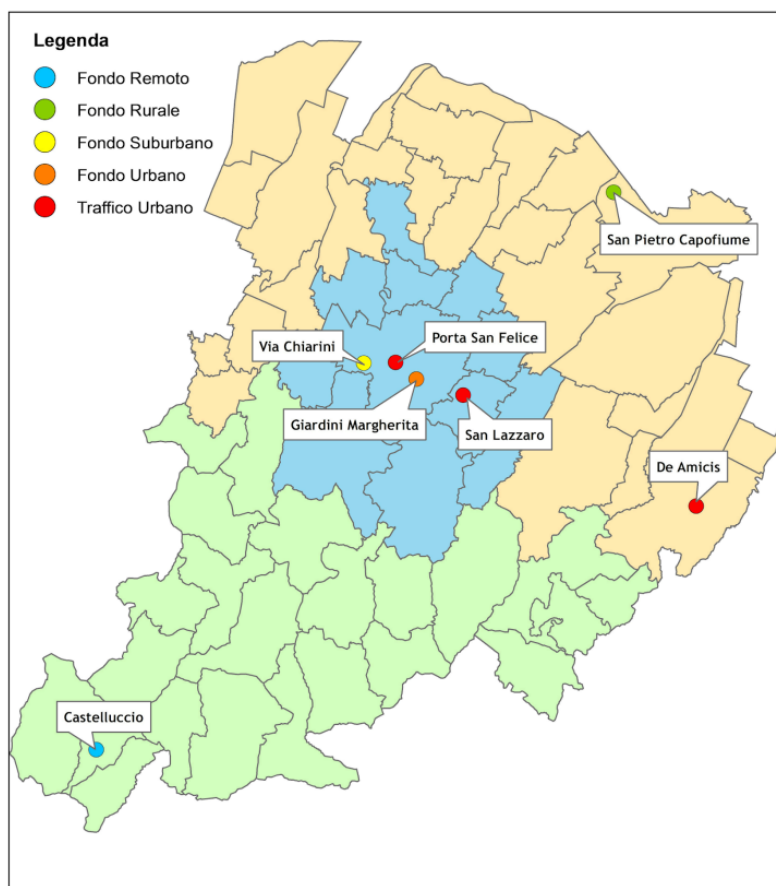 Legenda
Fondo Remoto
Fondo Rurale
Fondo Suburbano
Fondo Urbano
Traffico Urbano
San Pietro Capofiume
Via Chiarini
Porta San Felice
Giardini Margherita
San Lazzaro
De Amicis
Castelluccio